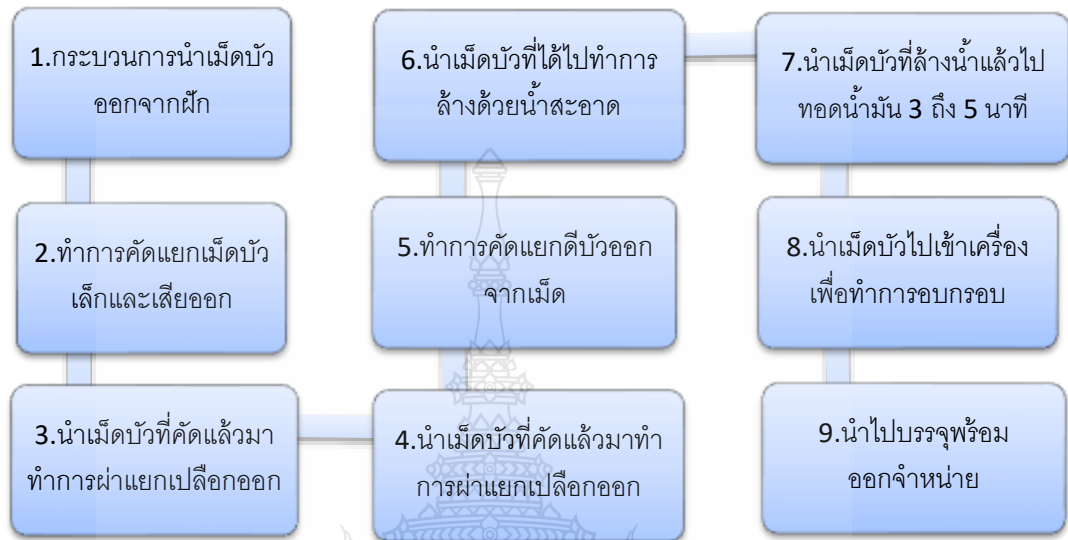 1.กระบวนการนำเม็ดบัว
ออกจากฝัก
2.ทำการคัดแยกเม็ดบัว
เล็กและเสียออก
3.นำเม็ดบัวที่คัดแล้วมา
ทำการผ่าแยกเปลือกออก
4.นำเม็ดบัวที่คัดแล้วมาทำ
การผ่าแยกเปลือกออก
5.ทำการคัดแยกดีบัวออก
จากเม็ด
6.นำเม็ดบัวที่ได้ไปทำการ
ล้างด้วยน้ำสะอาด
7.นำเม็ดบัวที่ล้างน้ำแล้วไป
ทอดน้ำมัน 3 ถึง 5 นาที
8.นำเม็ดบัวไปเข้าเครื่อง
เพื่อทำการอบกรอบ
9.นำไปบรรจุพร้อม
ออกจำหน่าย